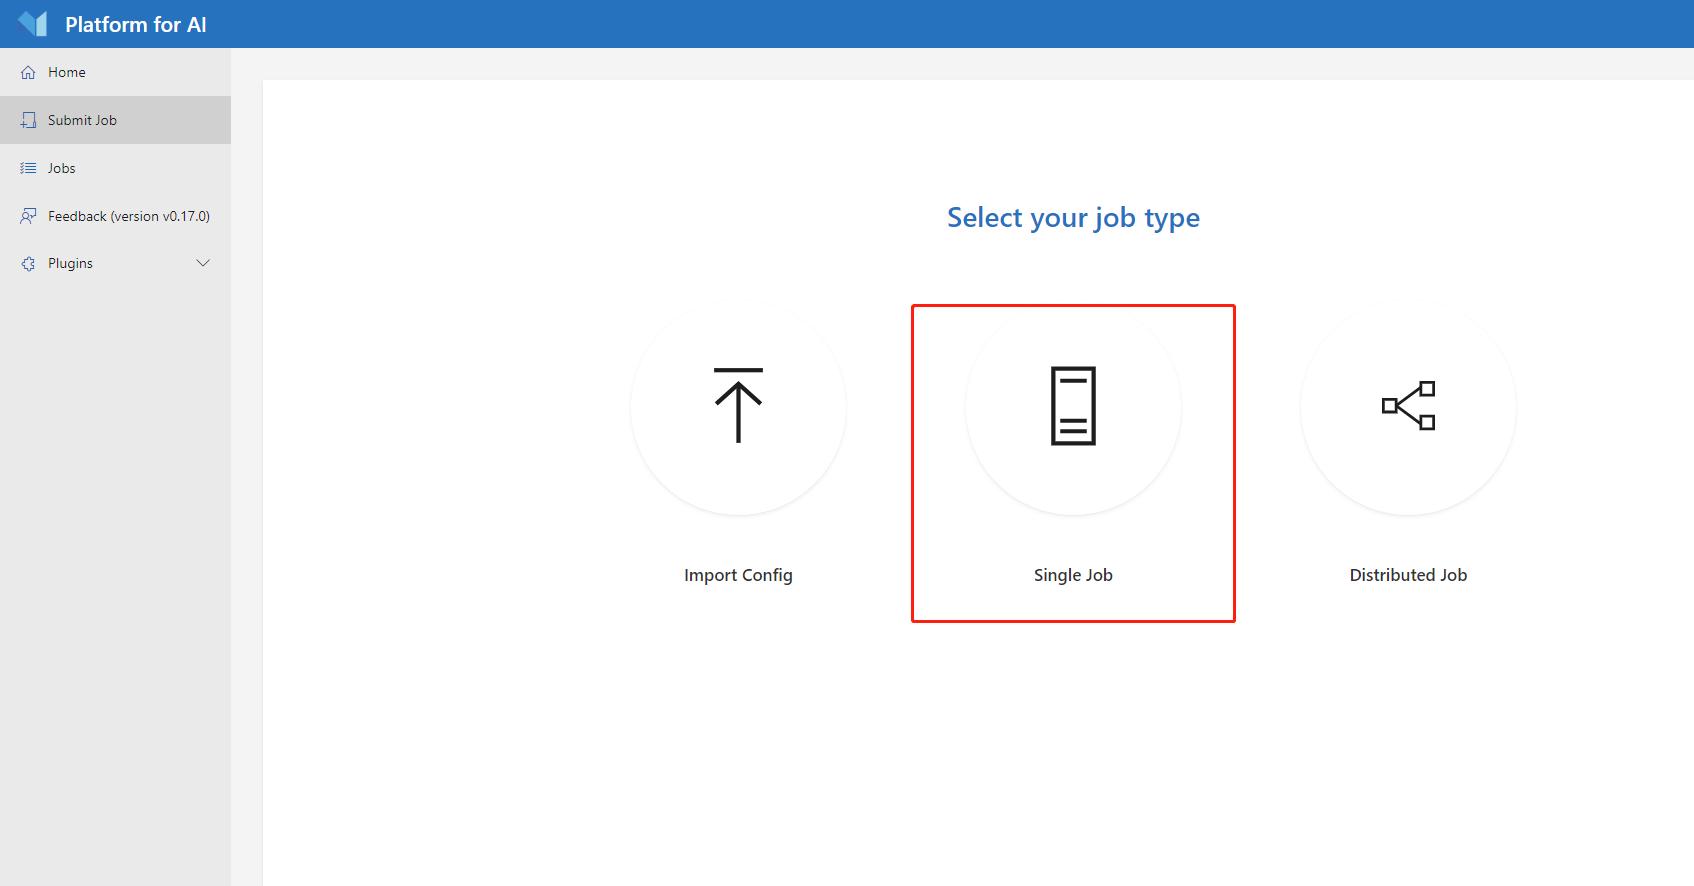 Platform for AI
Home
Submit Job
Jobs
Feedback (version v0.17.0)
Plugins
Select your job type
Import Config
Single Job
Distributed Job